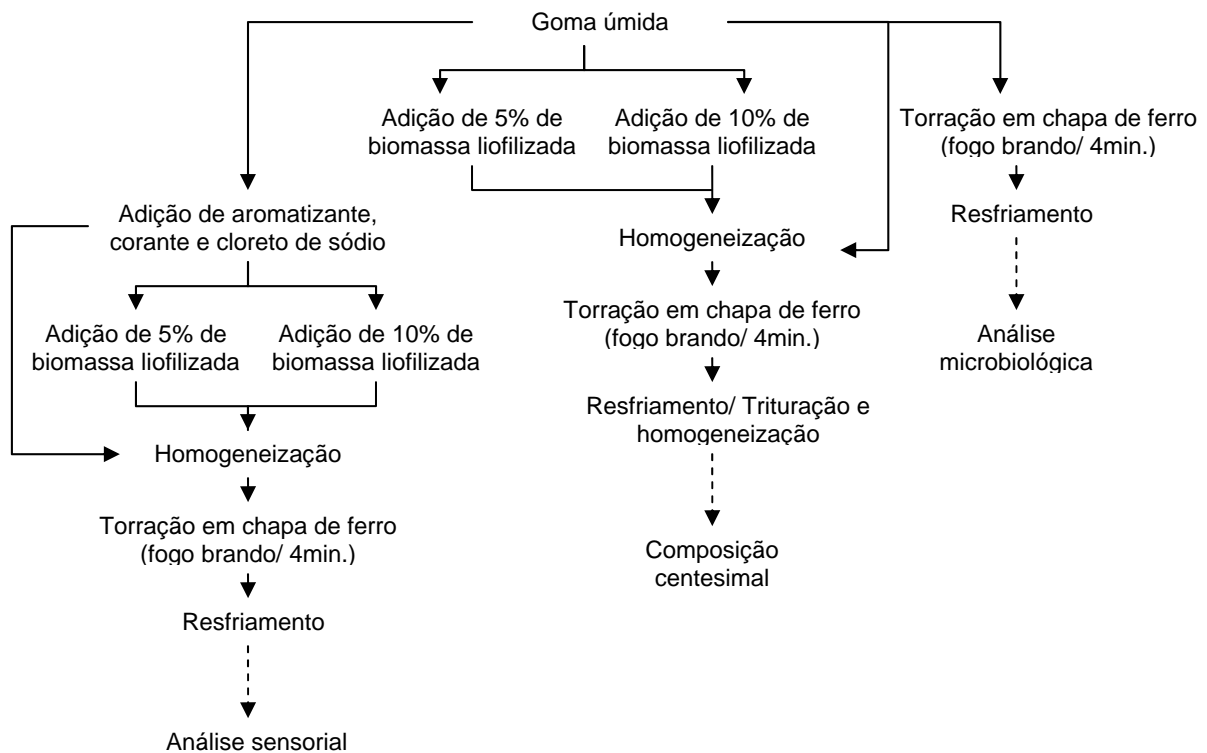 Goma úmida
Adição de 5% de
biomassa liofilizada
Adição de 10% de
biomassa liofilizada
Torração em chapa de ferro
(fogo brando/ 4min.)
Adição de aromatizante,
corante e cloreto de sódio
Homogeneização
Resfriamento
Torração em chapa de ferro
(fogo brando/ 4min.)
Análise
microbiológica
Adição de 5% de
biomassa liofilizada
Adição de 10% de
biomassa liofilizada
Resfriamento/ Trituração e
homogeneização
Homogeneização
Torração em chapa de ferro
(fogo brando/ 4min.)
Composição
centesimal
Resfriamento
Análise sensorial